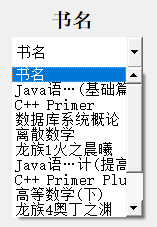 书名
书名
书名
Java语…(基础篇
C++ Primer
数据库系统概论
离散数学
龙族1火之晨曦
Java语…计(提高
C++ Primer Plu
高等数学(下)
龙族4奥丁之渊